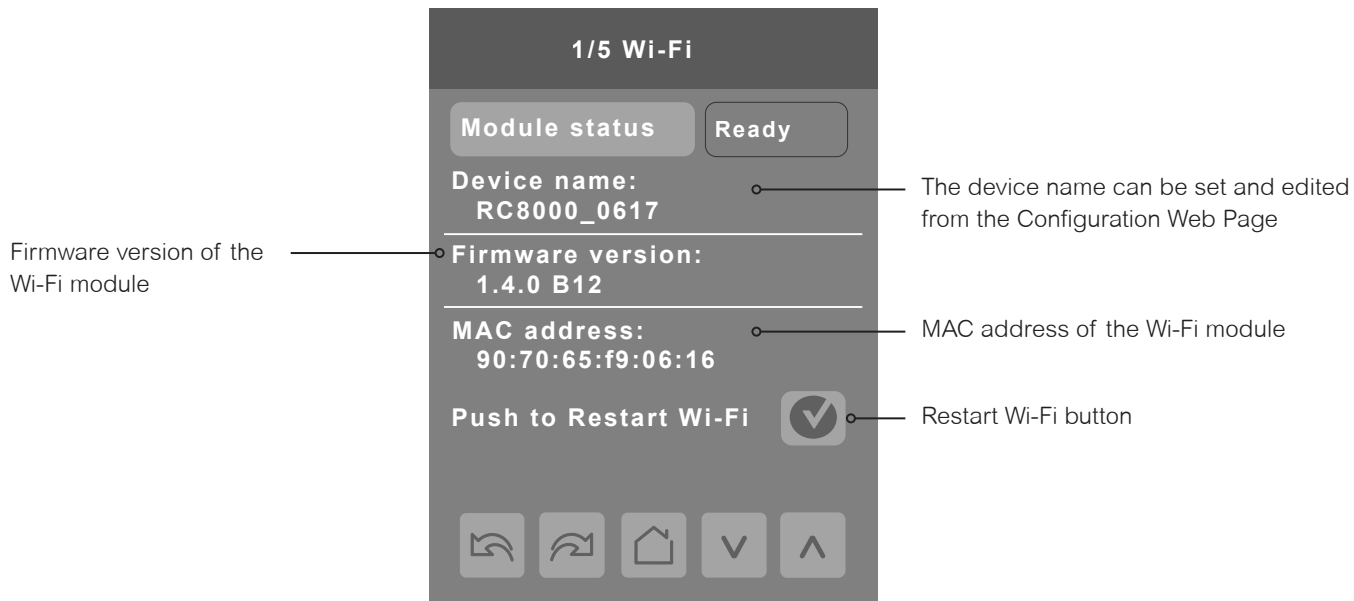 1/5 Wi-Fi
Module status
Ready
Device name:
RC8000_0617
The device name can be set and edited
from the Configuration Web Page
Firmware version of the
Wi-Fi module
Firmware version:
1.4.0 B12
MAC address:
90:70:65:f9:06:16
MAC address of the Wi-Fi module
Push to Restart Wi-Fi
Restart Wi-Fi button